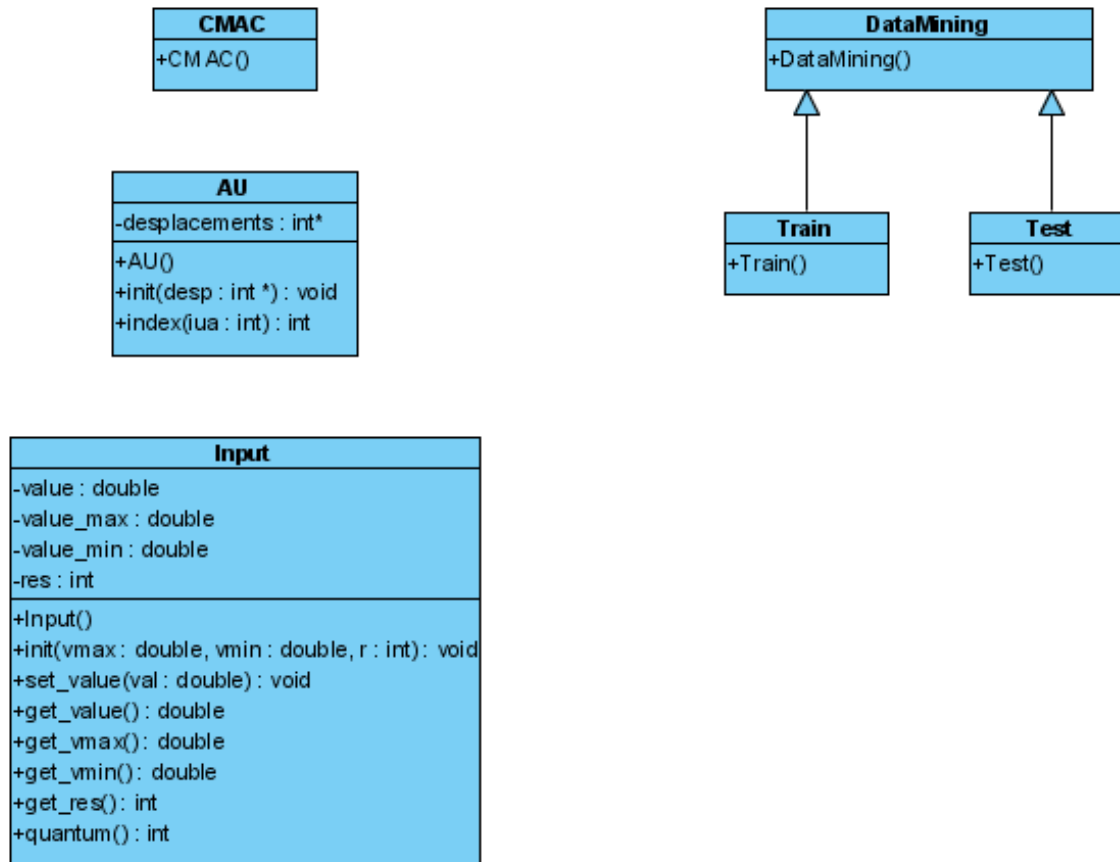 CMAC
+CMAC()
DataMining
+DataMining()
AU
-desplacements : int*
+AU()
+init(desp : int *) : void
+index(iua : int) : int
Train
+Train()
Test
+Test()
Input
-value : double
-value_max : double
-value_min : double
-res : int
+Input()
+init(vmax : double, vmin : double, r : int) : void
+set_value(val : double) : void
+get_value() : double
+get_vmax() : double
+get_vmin() : double
+get_res() : int
+quantum() : int